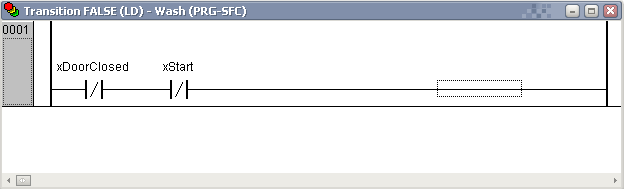 Transition FALSE (LD) - Wash (PRG-SFC)
0001
xDoorClosed xStart